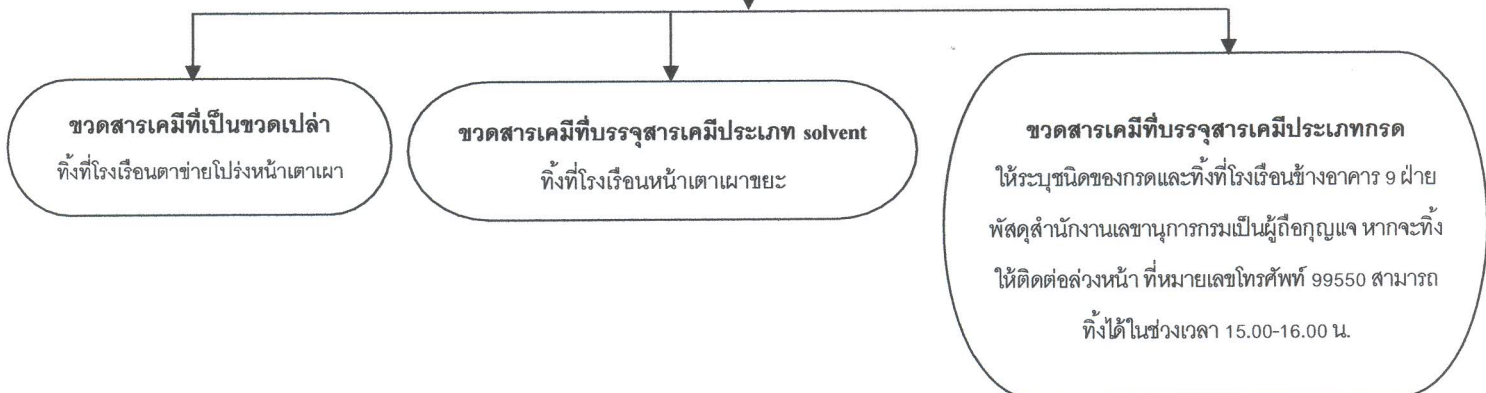 ขวดสารเคมีที่เป็นขวดเปล่า
ทิ้งที่โรงเรือนตาข่ายโปร่งหน้าเตาเผา
ขวดสารเคมีที่บรรจุสารเคมีประเภท solvent
ทิ้งที่โรงเรือนหน้าเตาเผาขยะ
ขวดสารเคมีที่บรรจุสารเคมีประเภทกรด
ให้ระบุชนิดของกรดและทิ้งที่โรงเรือนข้างอาคาร 9 ฝ่าย
พัสดุสำนักงานเลขานุการกรมเป็นผู้ถือกุญแจ หากจะทิ้ง
ให้ติดต่อล่วงหน้า ที่หมายเลขโทรศัพท์ 99550 สามารถ
ทิ้งได้ในช่วงเวลา 15.00-16.00 น.